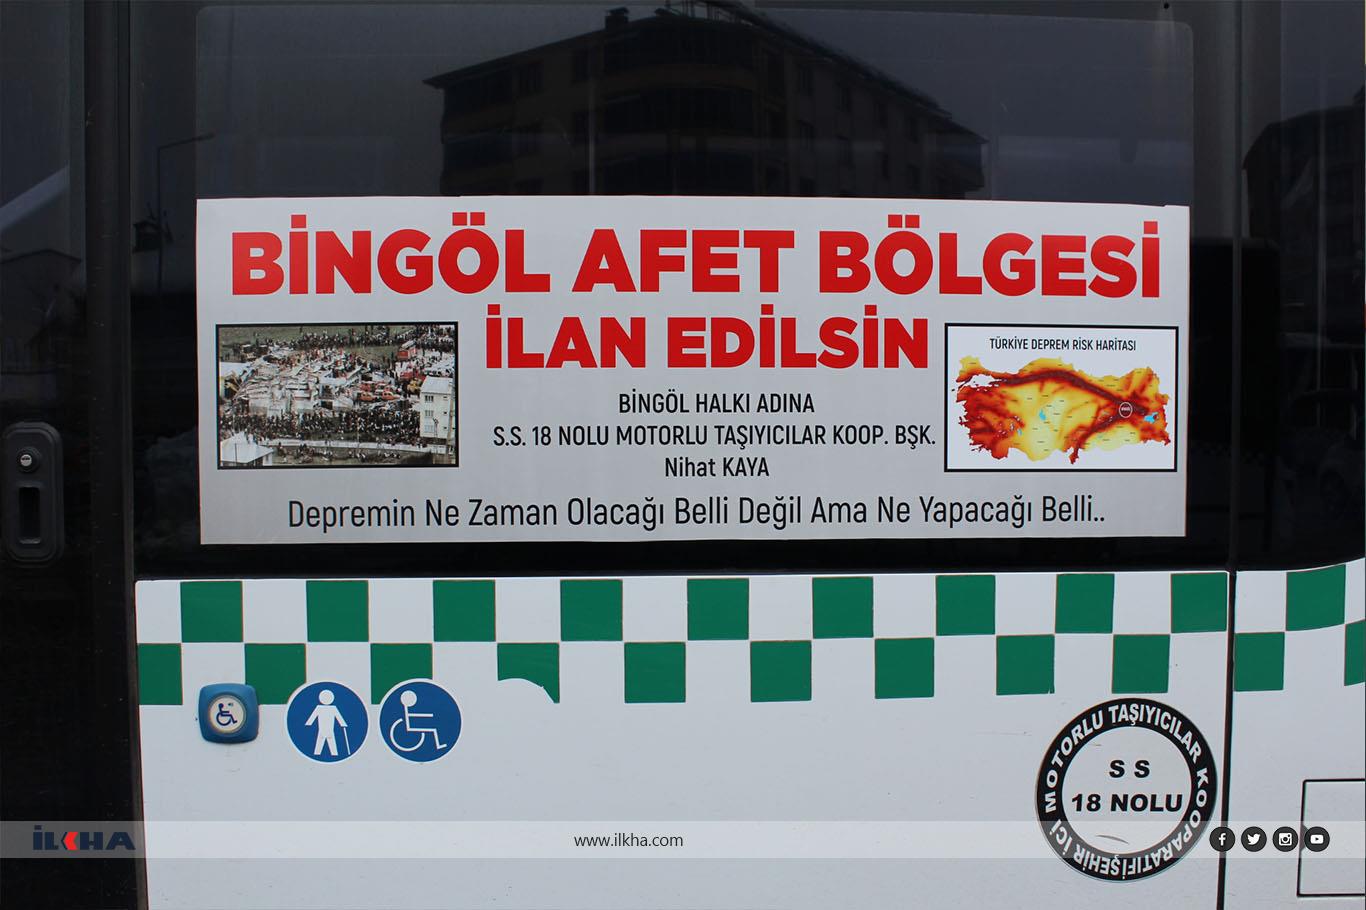 BİNGÖL AFET BÖLGESİ
İLAN EDİLSİN
TÜRKİYE DEPREM RİSK HARİTASI
BİNGÖL HALKI ADINA
S.S. 18 NOLU MOTORLU TAŞIYICILAR KOOP. BŞK.
Nihat KAYA
Depremin Ne Zaman Olacağı Belli Değil Ama Ne Yapacağı Belli..
ŞEHİR İÇİ MOTORLU TAŞIYICILAR KOOPARATİFİ
S S
18 NOLU
İLKHA
www.ilkha.com